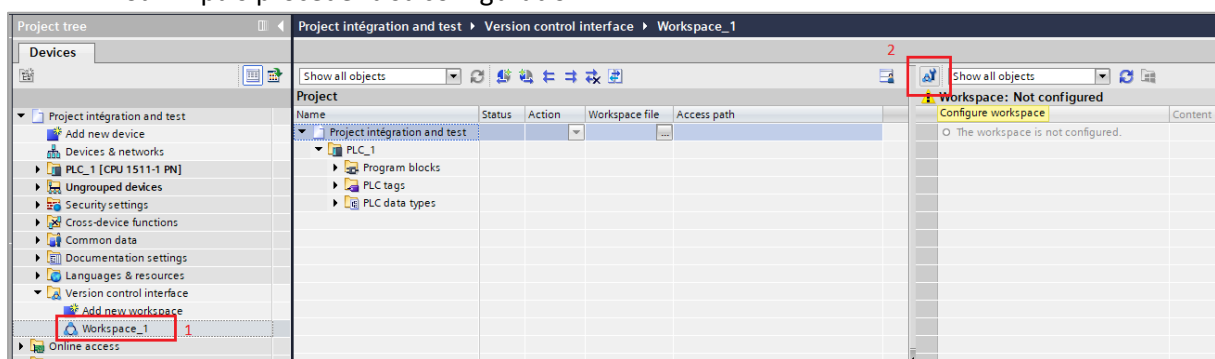 Project tree
Devices
Project intégration and test
Add new device
Devices & networks
PLC_1 [CPU 1511-1 PN]
Ungrouped devices
Security settings
Cross-device functions
Common data
Documentation settings
Languages & resources
Version control interface
Add new workspace
Workspace_1 1
Online access
Project intégration and test Version control interface Workspace_1
2
Show all objects
Project
Name Status Action Workspace file Access path
Project intégration and test ...
PLC_1
Program blocks
PLC tags
PLC data types
Show all objects
Workspace: Not configured
Configure workspace Content
The workspace is not configured.